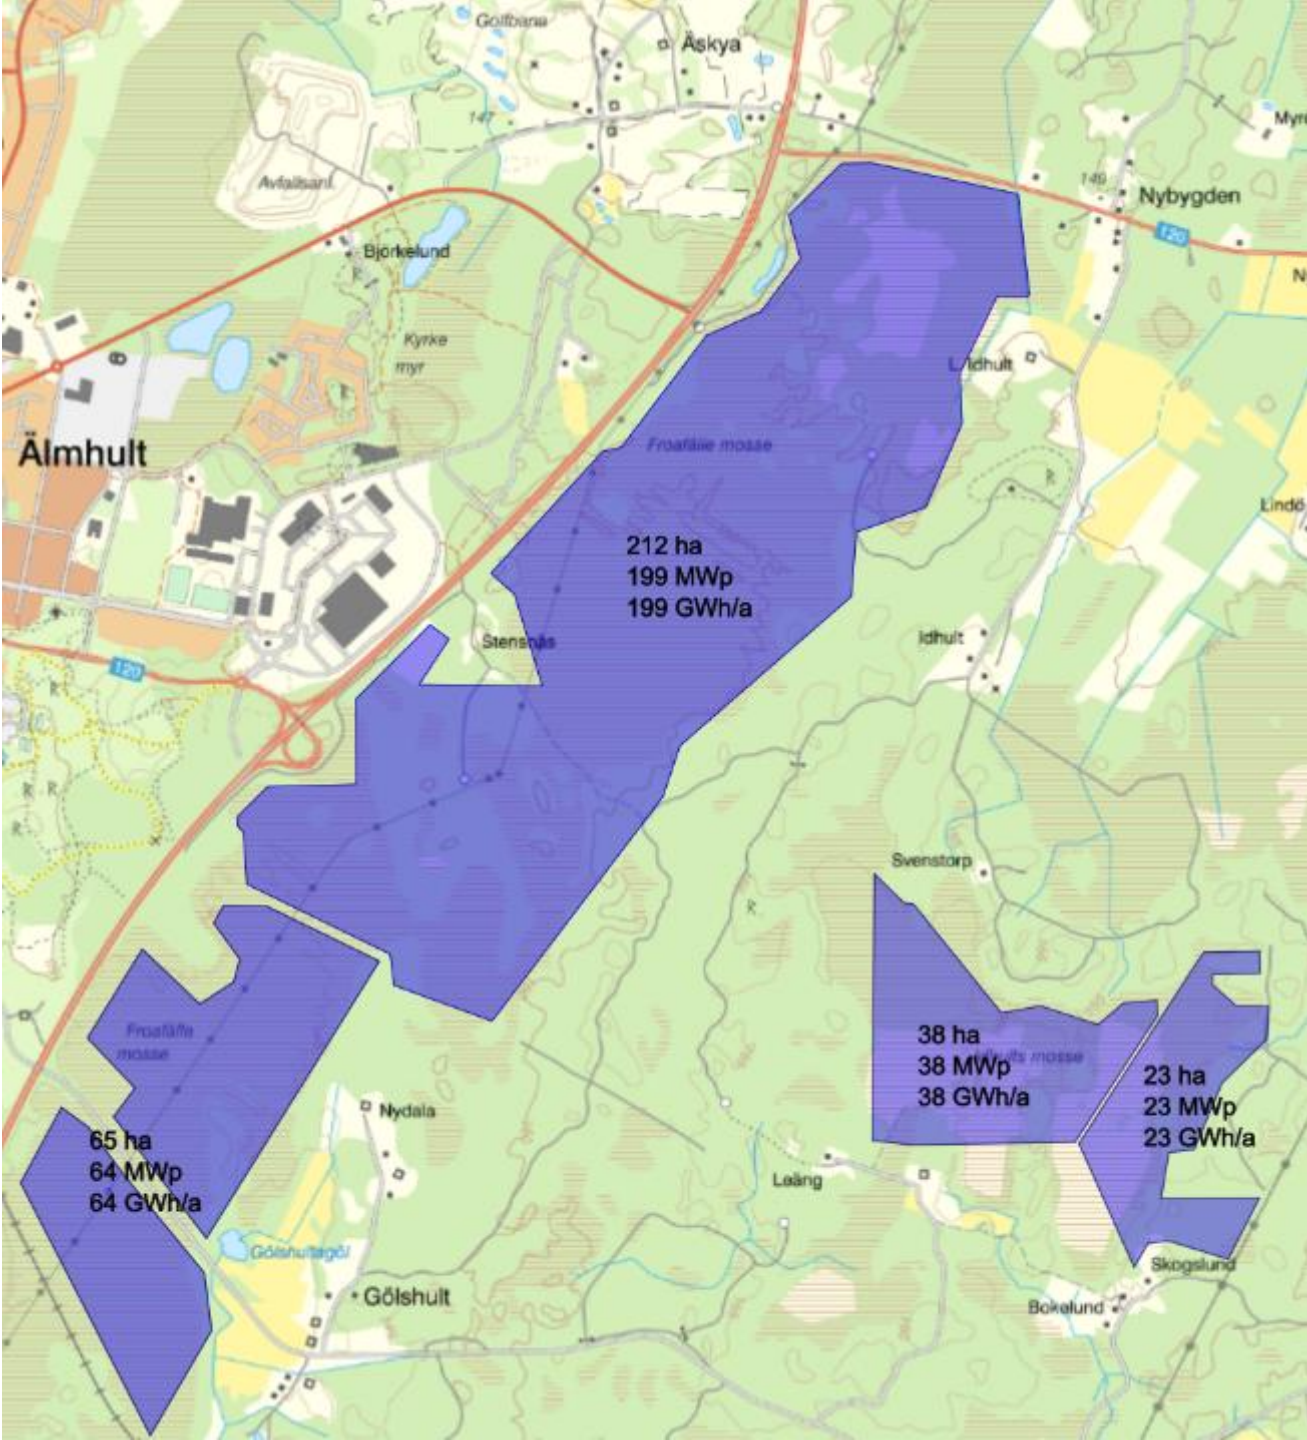 Golfbana
Äskya
147
Avfallsanl.
Myr
149
Nybygden
120
Björkelund
N
Kyrke
myr
L. Idhult
Älmhult
Froafälle mosse
Lindö
212 ha
199 MWp
199 GWh/a
Stensnäs
Idhult
120
R
Svenstorp
Froafälle
mosse
38 ha
38 MWp
38 GWh/a
mosse
23 ha
23 MWp
23 GWh/a
Nydala
65 ha
64 MWp
64 GWh/a
Leäng
Gölshultagöl
Skogslund
Gölshult
Bokelund